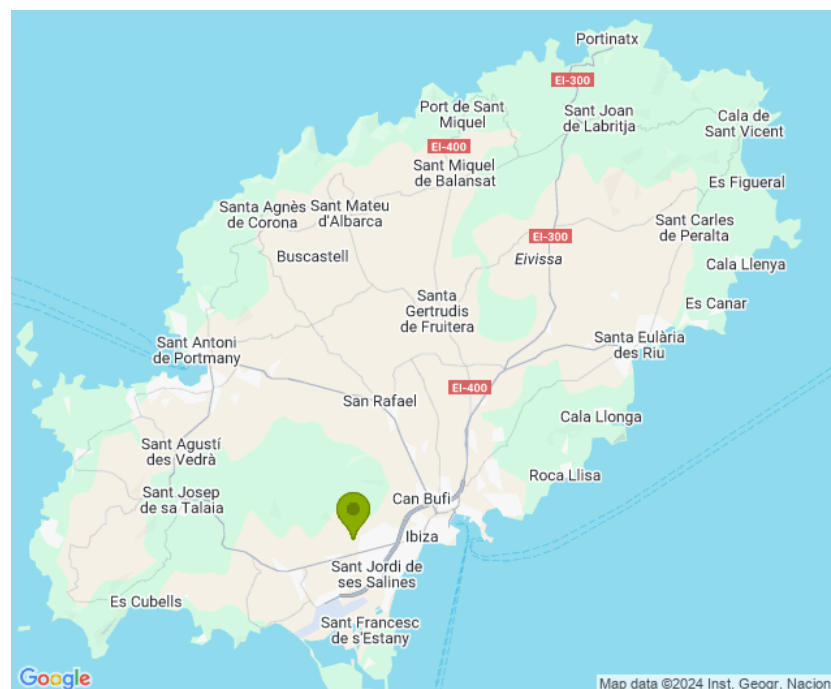 Portinatx
EI-300
Port de Sant
Miquel
Sant Joan
de Labritja
Cala de
Sant Vicent
EI-400
Sant Miquel
de Balansat
Es Figueral
Santa Agnès
de Corona
Sant Mateu
d'Albarca
Sant Carles
de Peralta
EI-300
Buscastell
Eivissa
Cala Llenya
Santa
Gertrudis
de Fruitera
Es Canar
Sant Antoni
de Portmany
Santa Eulària
des Riu
EI-400
San Rafael
Cala Llonga
Sant Agustí
des Vedrà
Roca Llisa
Sant Josep
de sa Talaia
Can Bufi
Ibiza
Sant Jordi de
ses Salines
Es Cubells
Sant Francesc
de s'Estany
Google
Map data ©2024 Inst. Geogr. Nacion